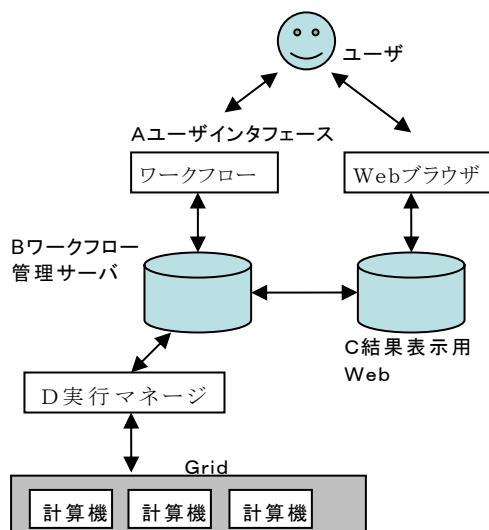 ユーザ
Aユーザインタフェース
ワークフロー
Webブラウザ
Bワークフロー
管理サーバ
C結果表示用
Web
D実行マネージ
Grid
計算機
計算機
計算機